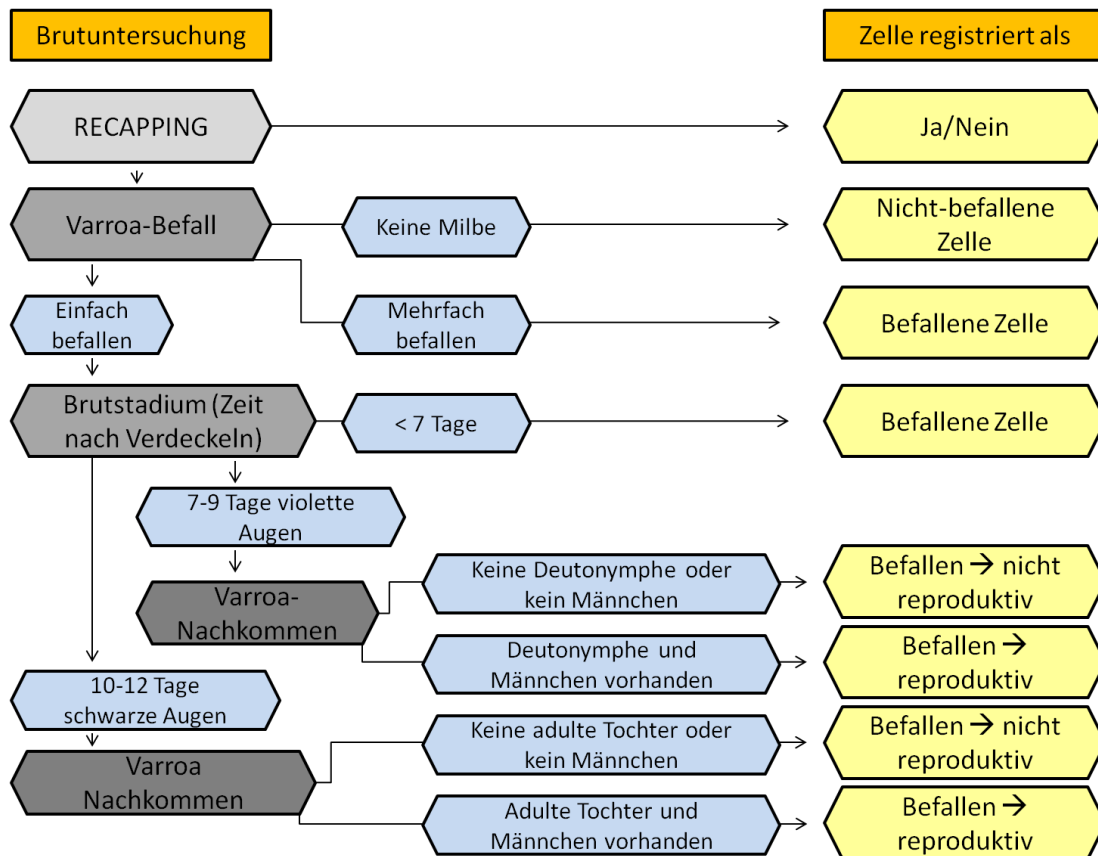 Brutuntersuchung
Zelle registriert als
RECAPPING
Ja/Nein
Varroa-Befall
Keine Milbe
Nicht-befallene
Zelle
Einfach
befallen
Mehrfach
befallen
Befallene Zelle
Brutstadium (Zeit
nach Verdeckeln)
< 7 Tage
Befallene Zelle
7-9 Tage violette
Augen
Varroa-
Nachkommen
Keine Deutonymphe oder
kein Männchen
Befallen → nicht
reproduktiv
Deutonymphe und
Männchen vorhanden
Befallen →
reproduktiv
10-12 Tage
schwarze Augen
Varroa
Nachkommen
Keine adulte Tochter oder
kein Männchen
Befallen → nicht
reproduktiv
Adulte Tochter und
Männchen vorhanden
Befallen →
reproduktiv